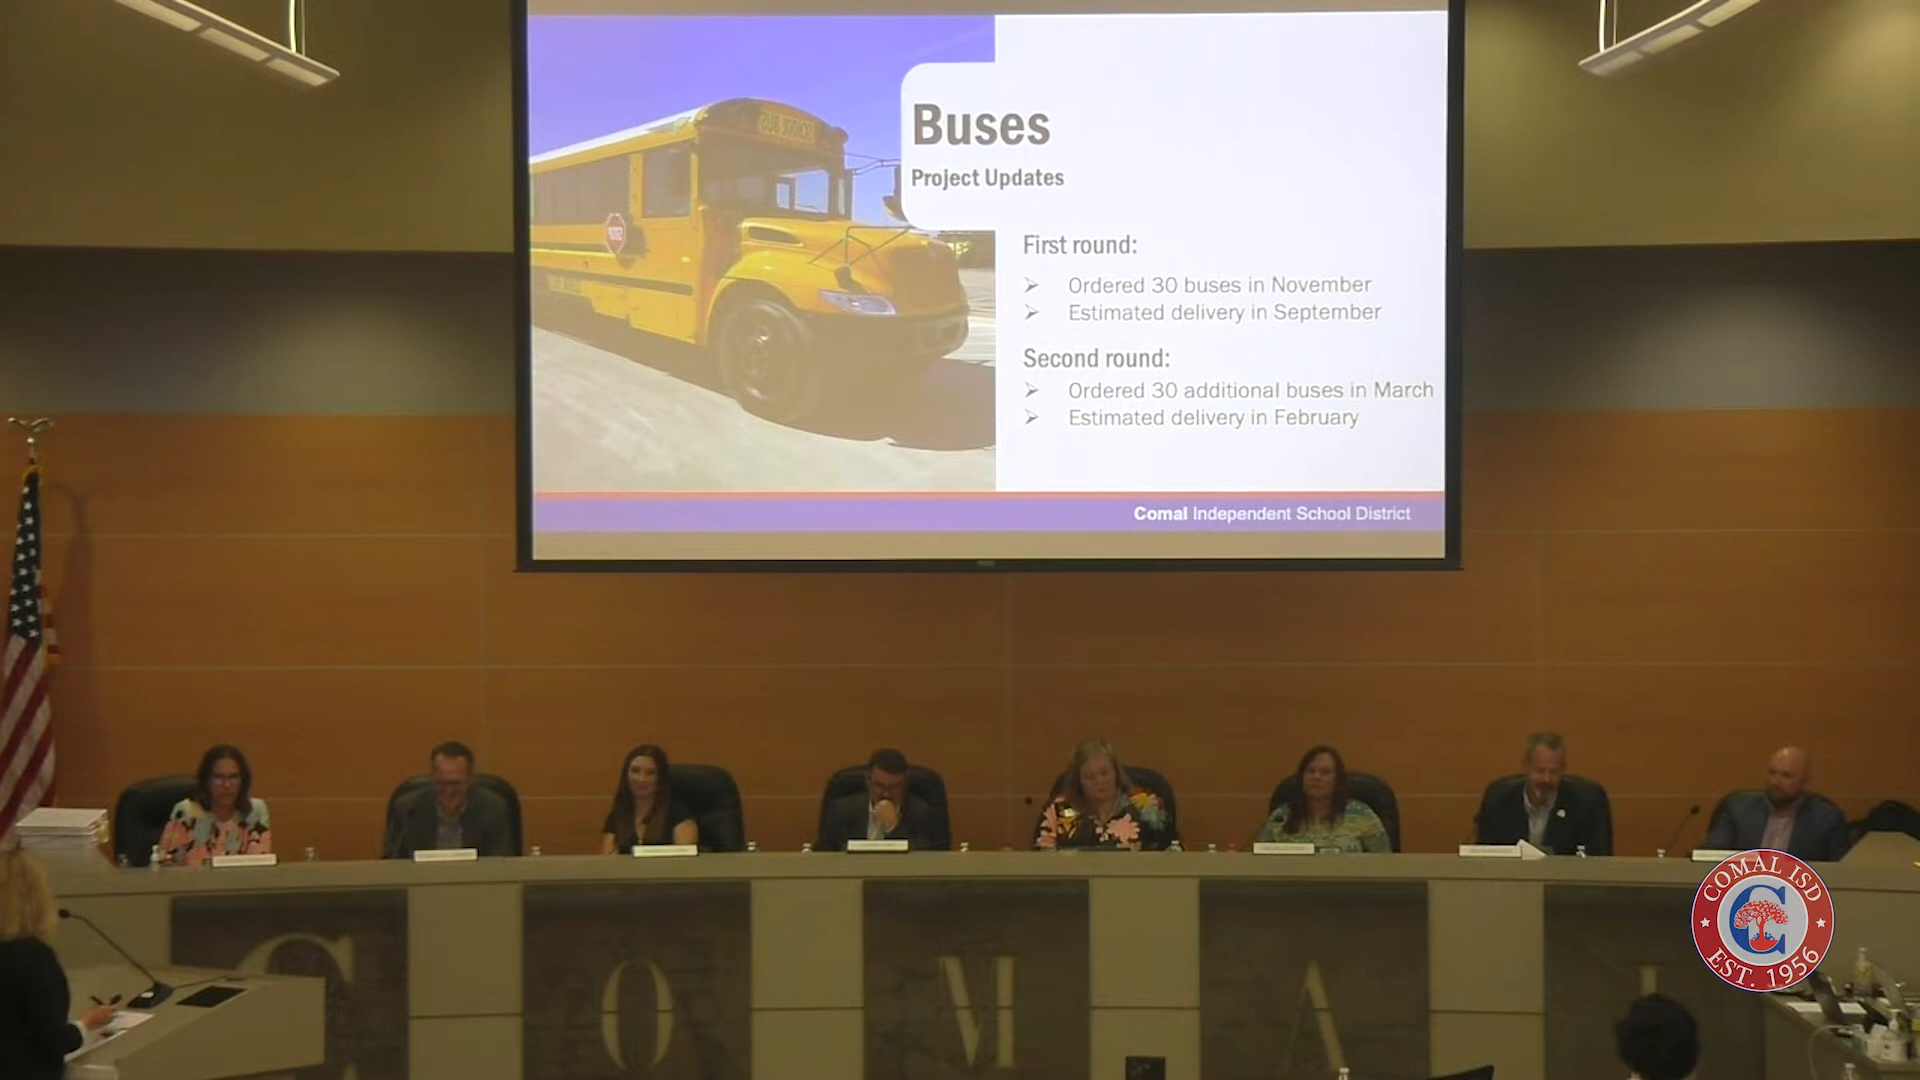 Buses
Project Updates
First round:
➢ Ordered 30 buses in November
➢ Estimated delivery in September
Second round:
➢ Ordered 30 additional buses in March
➢ Estimated delivery in February
Comal Independent School District
C O M A L
COMAL ISD
C
EST. 1956